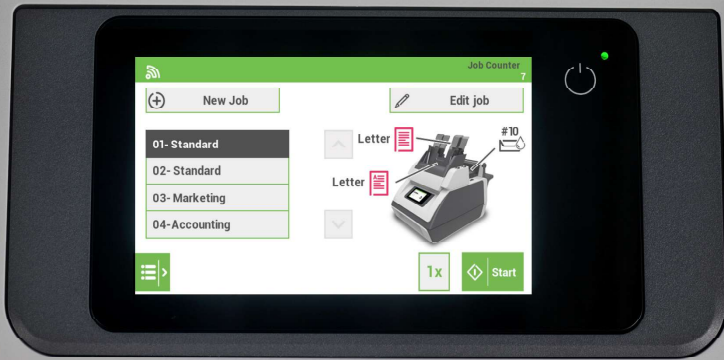 Job Counter
7
New Job
Edit job
01- Standard
02- Standard
03- Marketing
04-Accounting
Letter
#10
Letter
1x
Start